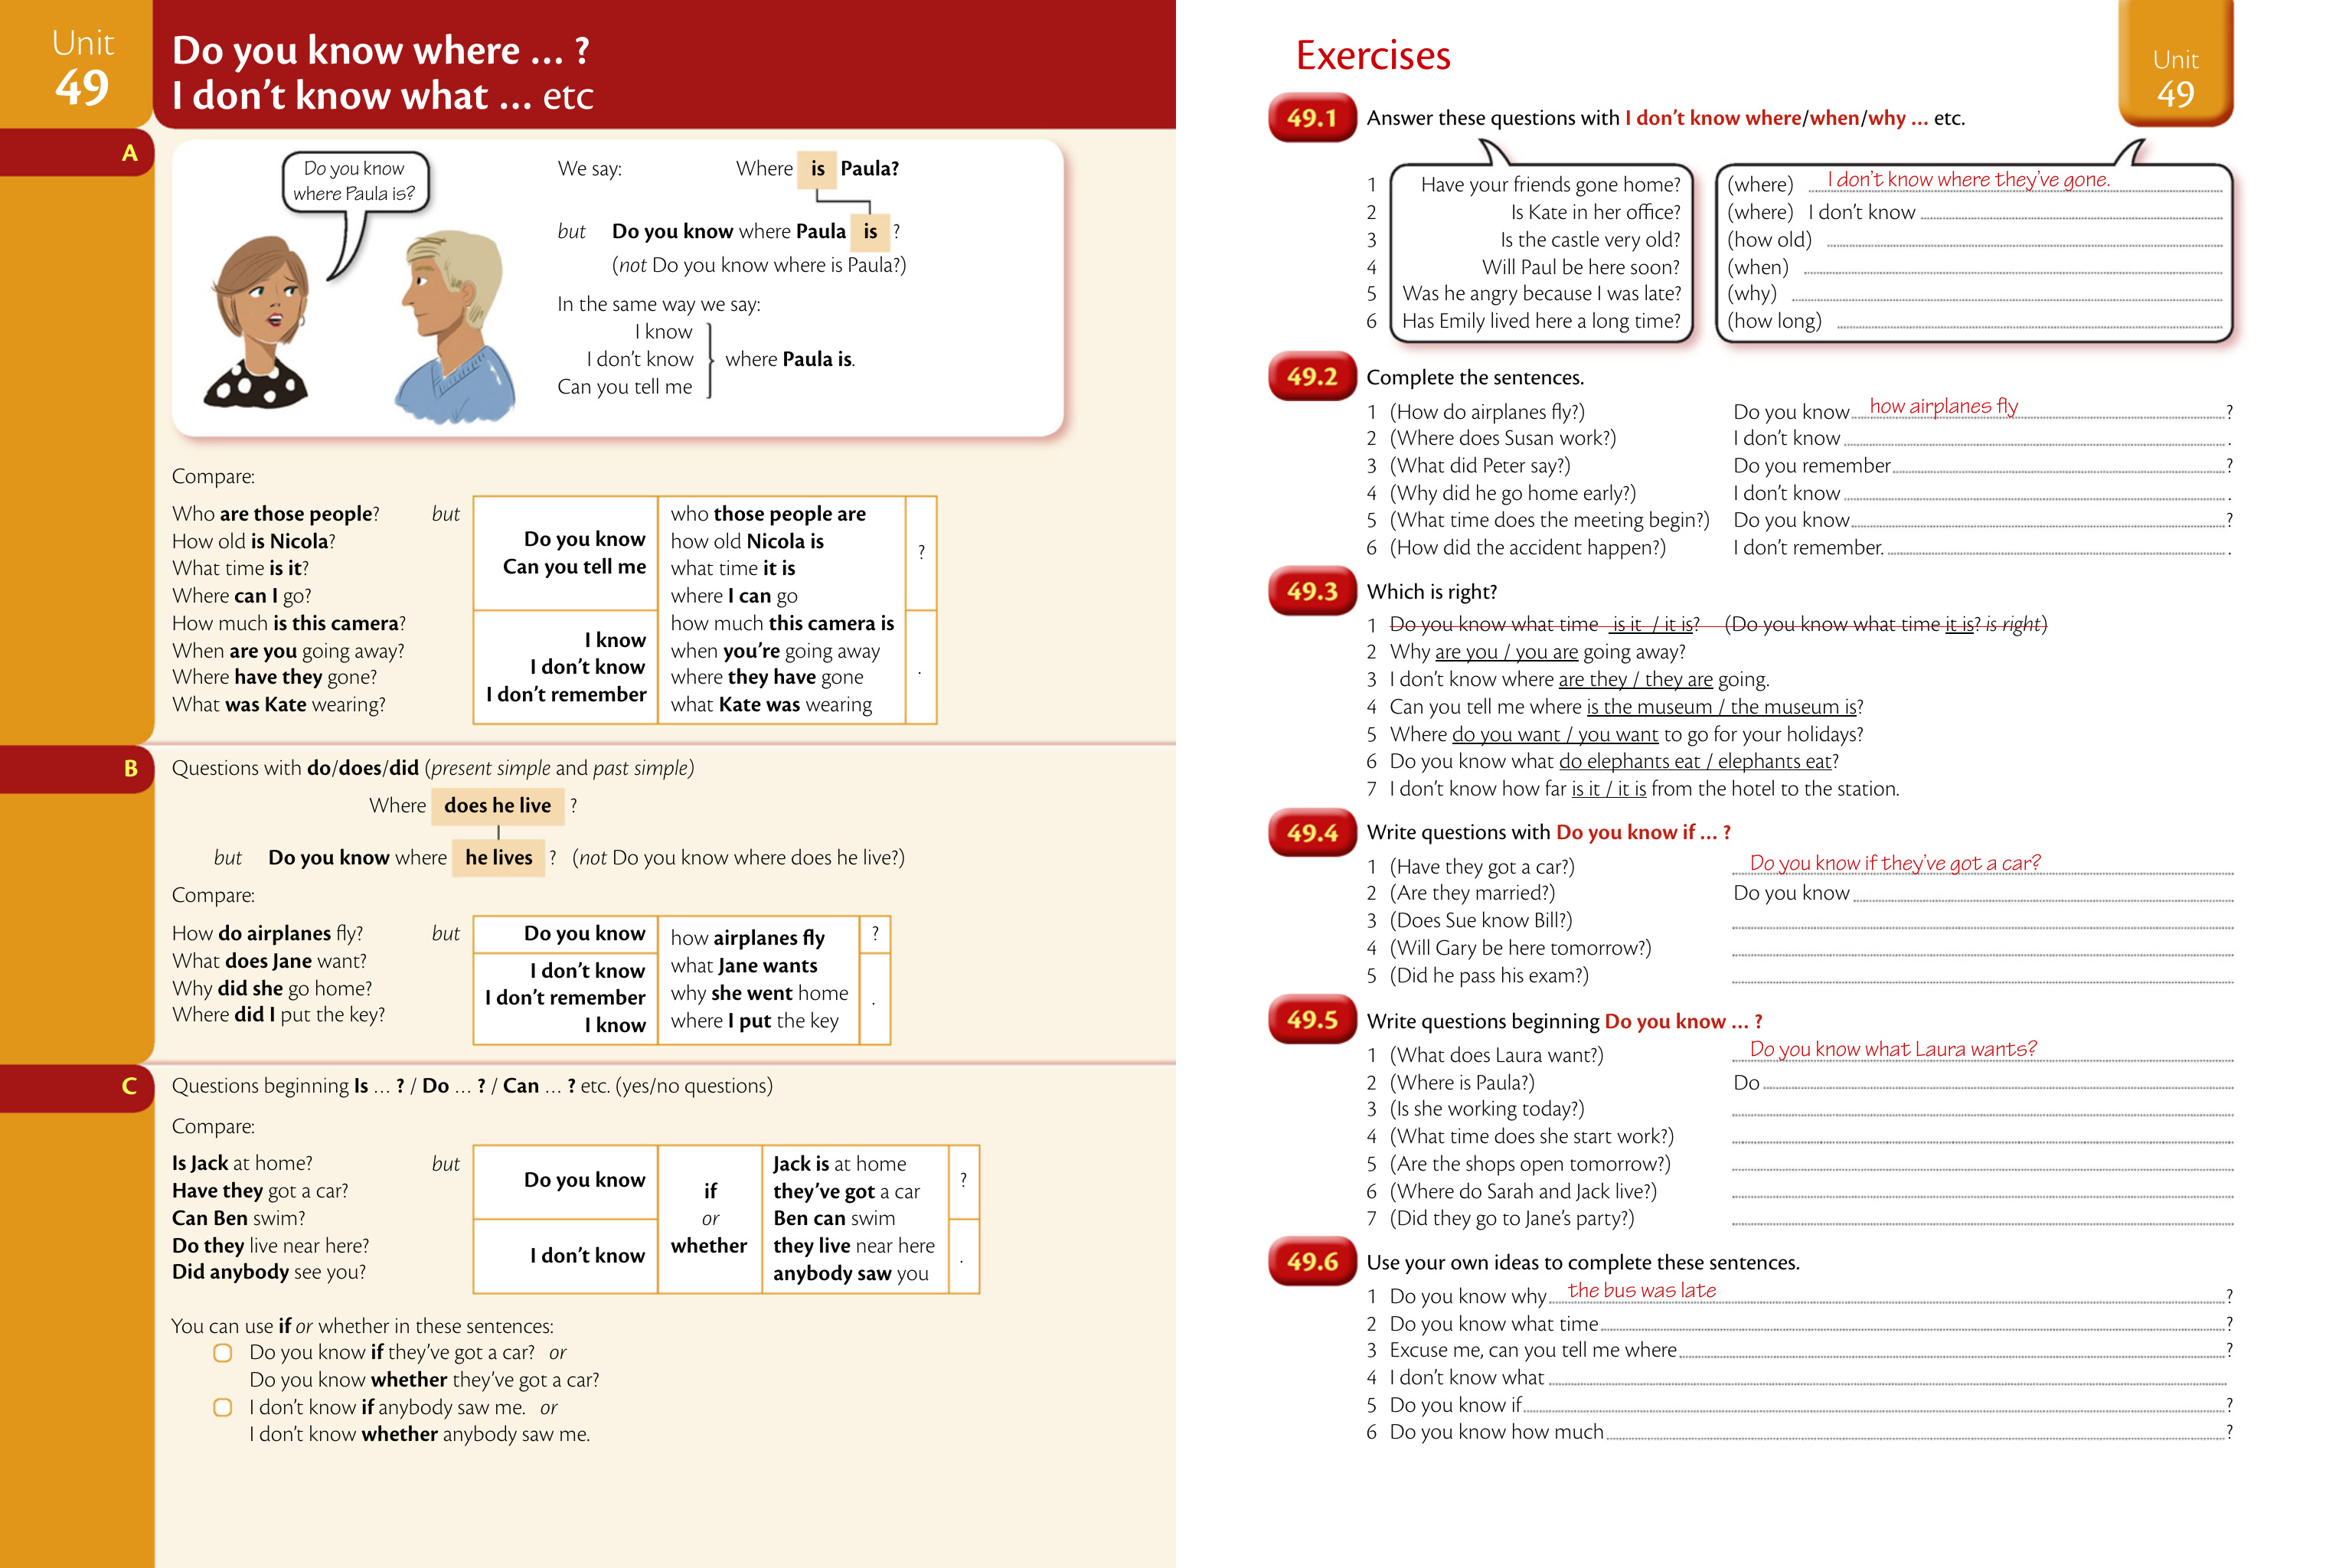 Unit
49
Do you know where ... ?
I don't know what ... etc
A
Do you know
where Paula is?
We say: Where is Paula?
but Do you know where Paula is ?
(not Do you know where is Paula?)
In the same way we say:
I know
I don't know
Can you tell me
where Paula is.
Compare:
Who are those people?
How old is Nicola?
What time is it?
Where can I go?
How much is this camera?
When are you going away?
Where have they gone?
What was Kate wearing?
but
Do you know
Can you tell me
I know
I don't know
I don't remember
who those people are
how old Nicola is
what time it is
where I can go
how much this camera is
when you're going away
where they have gone
what Kate was wearing
?
.
B
Questions with do/does/did (present simple and past simple)
Where does he live ?
but Do you know where he lives ? (not Do you know where does he live?)
Compare:
How do airplanes fly?
What does Jane want?
Why did she go home?
Where did I put the key?
but
Do you know
I don't know
I don't remember
I know
how airplanes fly
what Jane wants
why she went home
where I put the key
?
.
C
Questions beginning Is ... ? / Do ... ? / Can ... ? etc. (yes/no questions)
Compare:
Is Jack at home?
Have they got a car?
Can Ben swim?
Do they live near here?
Did anybody see you?
but
Do you know
I don't know
if
or
whether
Jack is at home
they've got a car
Ben can swim
they live near here
anybody saw you
?
.
You can use if or whether in these sentences:
Do you know if they've got a car? or
Do you know whether they've got a car?
I don't know if anybody saw me. or
I don't know whether anybody saw me.
Exercises
Unit
49
49.1 Answer these questions with I don't know where/when/why ... etc.
1 Have your friends gone home? (where) I don't know where they've gone.
2 Is Kate in her office? (where) I don't know
3 Is the castle very old? (how old)
4 Will Paul be here soon? (when)
5 Was he angry because I was late? (why)
6 Has Emily lived here a long time? (how long)
49.2 Complete the sentences.
1 (How do airplanes fly?) Do you know how airplanes fly ?
2 (Where does Susan work?) I don't know .
3 (What did Peter say?) Do you remember ?
4 (Why did he go home early?) I don't know .
5 (What time does the meeting begin?) Do you know ?
6 (How did the accident happen?) I don't remember. .
49.3 Which is right?
1 Do you know what time is it / it is? (Do you know what time it is? is right)
2 Why are you / you are going away?
3 I don't know where are they / they are going.
4 Can you tell me where is the museum / the museum is?
5 Where do you want / you want to go for your holidays?
6 Do you know what do elephants eat / elephants eat?
7 I don't know how far is it / it is from the hotel to the station.
49.4 Write questions with Do you know if ... ?
1 (Have they got a car?) Do you know if they've got a car?
2 (Are they married?) Do you know
3 (Does Sue know Bill?)
4 (Will Gary be here tomorrow?)
5 (Did he pass his exam?)
49.5 Write questions beginning Do you know ... ?
1 (What does Laura want?) Do you know what Laura wants?
2 (Where is Paula?) Do
3 (Is she working today?)
4 (What time does she start work?)
5 (Are the shops open tomorrow?)
6 (Where do Sarah and Jack live?)
7 (Did they go to Jane's party?)
49.6 Use your own ideas to complete these sentences.
1 Do you know why the bus was late ?
2 Do you know what time ?
3 Excuse me, can you tell me where ?
4 I don't know what
5 Do you know if ?
6 Do you know how much ?